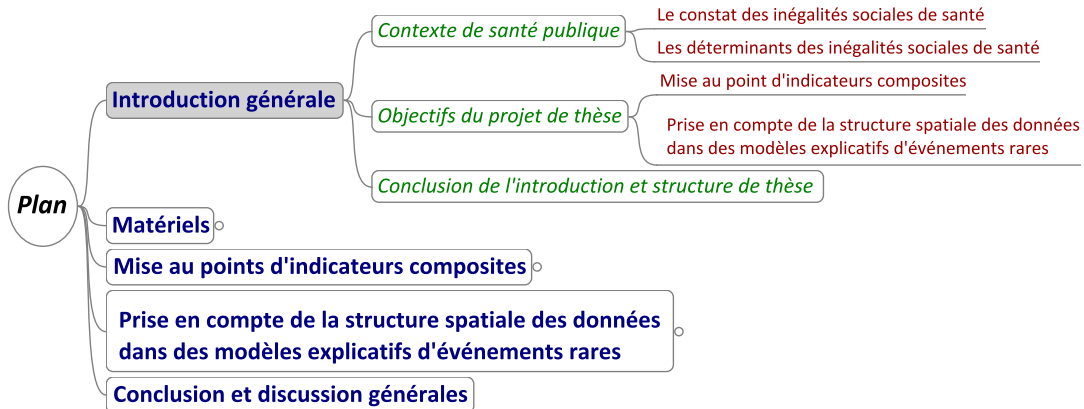 Plan
Introduction générale
Contexte de santé publique
Le constat des inégalités sociales de santé
Les déterminants des inégalités sociales de santé
Objectifs du projet de thèse
Mise au point d'indicateurs composites
Prise en compte de la structure spatiale des données
dans des modèles explicatifs d'événements rares
Conclusion de l'introduction et structure de thèse
Matériels
Mise au points d'indicateurs composites
Prise en compte de la structure spatiale des données
dans des modèles explicatifs d'événements rares
Conclusion et discussion générales